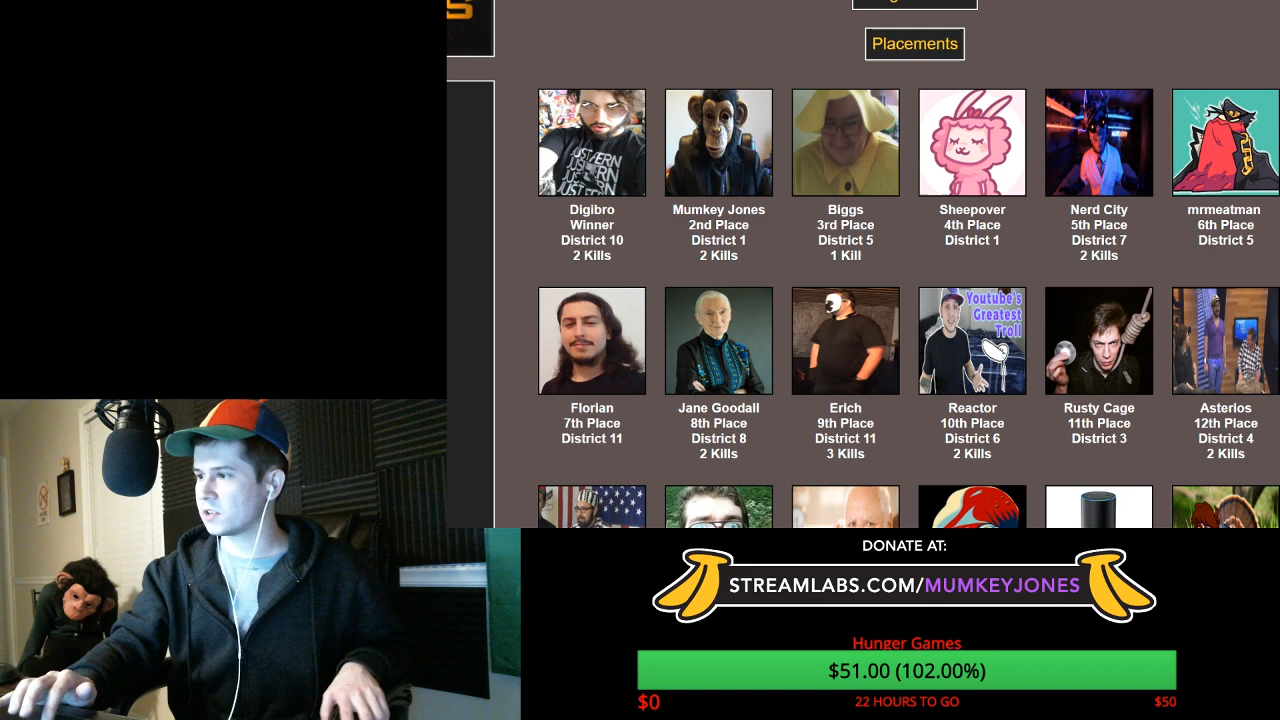 S
Placements
Digibro
Winner
District 10
2 Kills
Mumkey Jones
2nd Place
District 1
2 Kills
Biggs
3rd Place
District 5
1 Kill
Sheepover
4th Place
District 1
Nerd City
5th Place
District 7
2 Kills
mrmeatman
6th Place
District 5
Youtube's
Greatest
Troll
Florian
7th Place
District 11
Jane Goodall
8th Place
District 8
2 Kills
Erich
9th Place
District 11
3 Kills
Reactor
10th Place
District 6
2 Kills
Rusty Cage
11th Place
District 3
Asterios
12th Place
District 4
2 Kills
DONATE AT:
STREAMLABS.COM/MUMKEYJONES
Hunger Games
$51.00 (102.00%)
$0
22 HOURS TO GO
$50